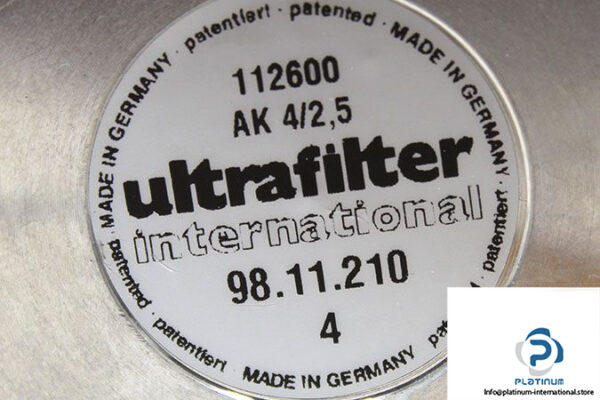 MADE IN GERMANY · patentiert · patented · MADE IN GERMANY · patentiert · patented · MADE IN GERMANY · patentiert · patented
112600
AK 4/2,5
ultrafilter
international
98.11.210
4
PLATINUM
Info@platinum-international.store